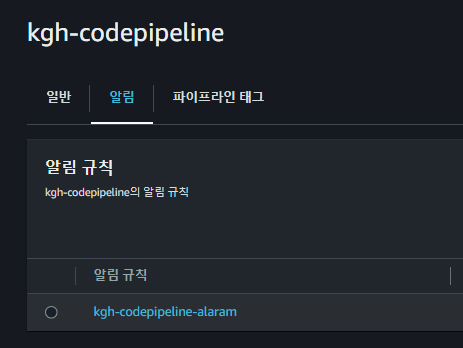 kgh-codepipeline
일반 알림 파이프라인 태그
알림 규칙
kgh-codepipeline의 알림 규칙
알림 규칙
kgh-codepipeline-alaram